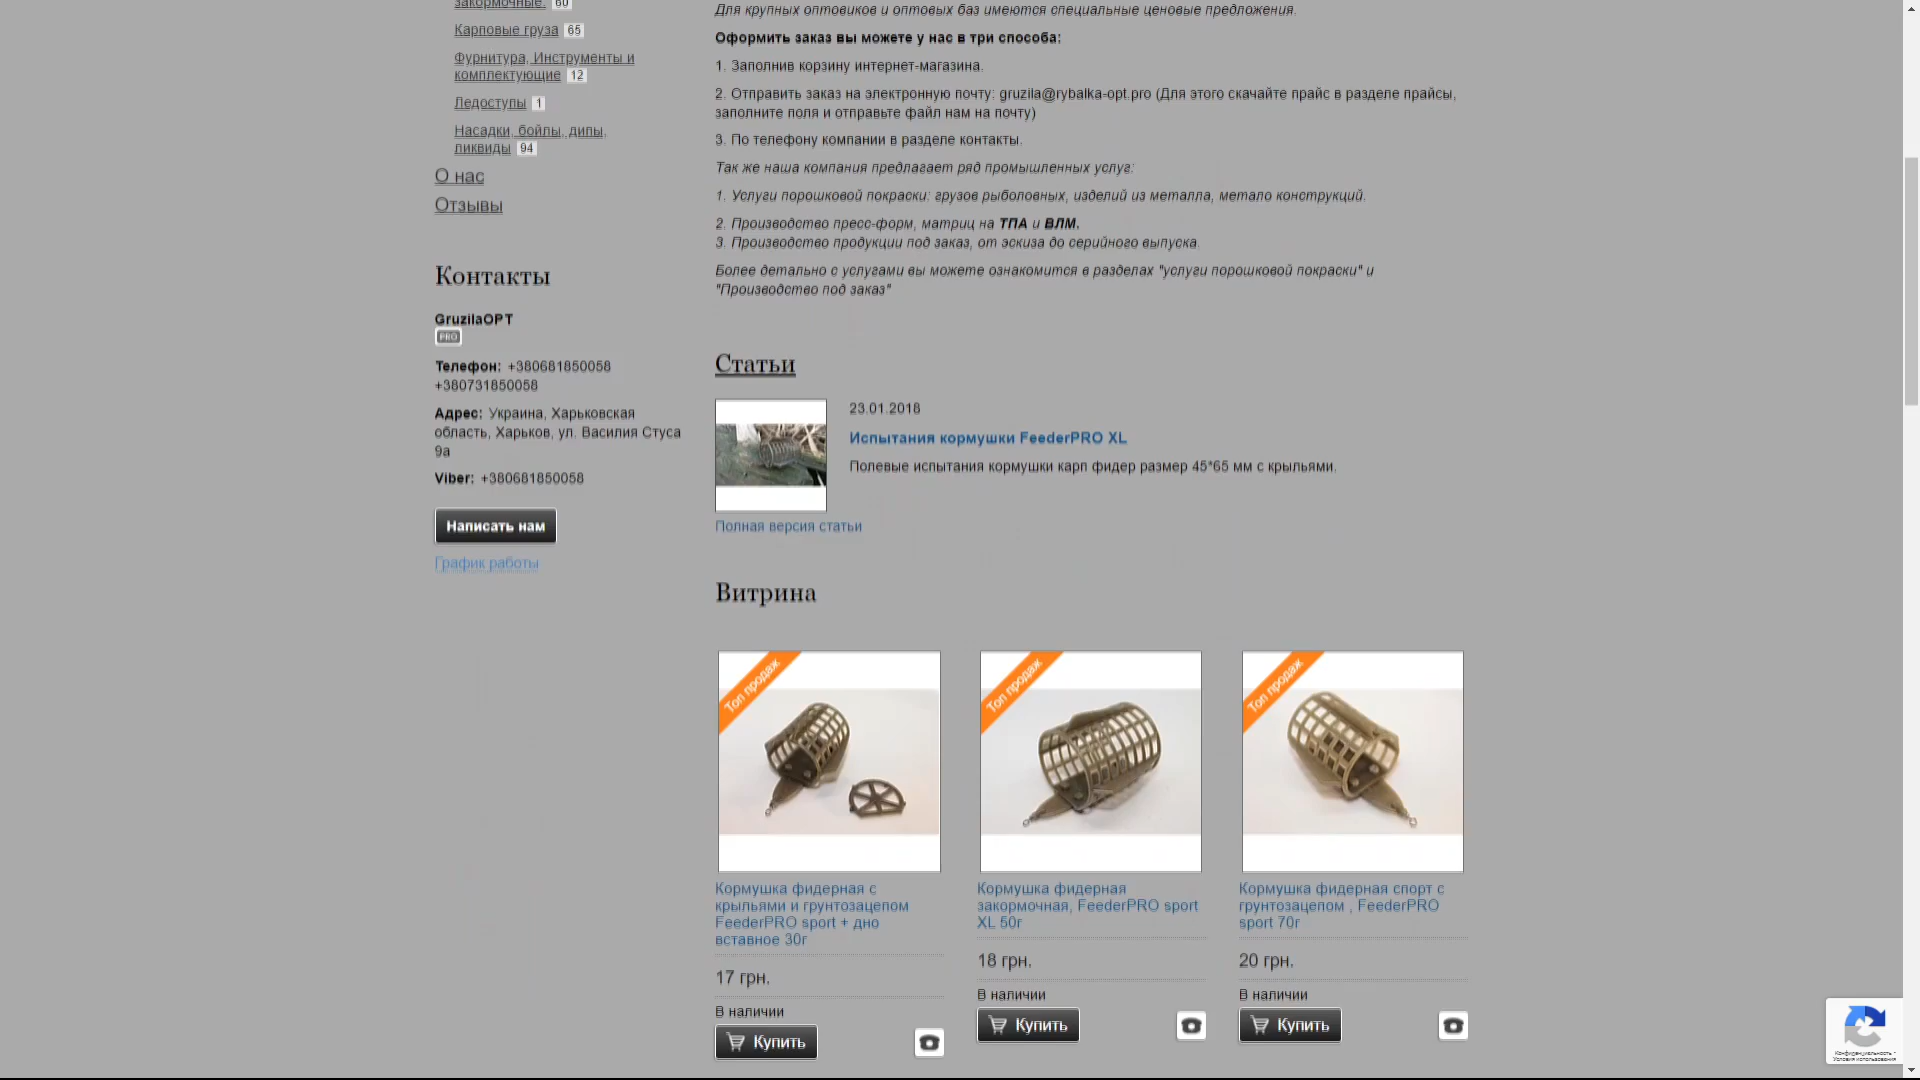 закормочные. 60
Карповые груза 65
Фурнитура, Инструменты и
комплектующие 12
Ледоступы 1
Насадки, бойлы, дипы,
ликвиды 94
О нас
Отзывы
Контакты
GruzilaOPT
PRO
Телефон: +380681850058
+380731850058
Адрес: Украина, Харьковская
область, Харьков, ул. Василия Стуса
9а
Viber: +380681850058
Написать нам
График работы
Для крупных оптовиков и оптовых баз имеются специальные ценовые предложения.
Оформить заказ вы можете у нас в три способа:
1. Заполнив корзину интернет-магазина.
2. Отправить заказ на электронную почту: gruzila@rybalka-opt.pro (Для этого скачайте прайс в разделе прайсы,
заполните поля и отправьте файл нам на почту)
3. По телефону компании в разделе контакты.
Так же наша компания предлагает ряд промышленных услуг:
1. Услуги порошковой покраски: грузов рыболовных, изделий из металла, метало конструкций.
2. Производство пресс-форм, матриц на ТПА и ВЛМ.
3. Производство продукции под заказ, от эскиза до серийного выпуска.
Более детально с услугами вы можете ознакомится в разделах "услуги порошковой покраски" и
"Производство под заказ"
Статьи
23.01.2018
Испытания кормушки FeederPRO XL
Полевые испытания кормушки карп фидер размер 45*65 мм с крыльями.
Полная версия статьи
Витрина
Топ продаж
Топ продаж
Топ продаж
Кормушка фидерная с
крыльями и грунтозацепом
FeederPRO sport + дно
вставное 30г
17 грн.
В наличии
Купить
Кормушка фидерная
закормочная, FeederPRO sport
XL 50г
18 грн.
В наличии
Купить
Кормушка фидерная спорт с
грунтозацепом , FeederPRO
sport 70г
20 грн.
В наличии
Купить
Конфиденциальность -
Условия использования